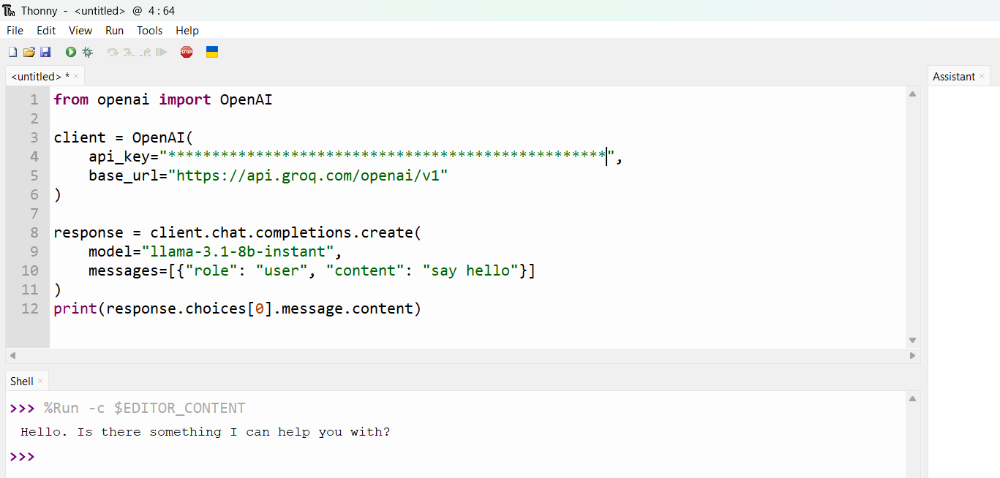 Thonny - <untitled> @ 4:64
File Edit View Run Tools Help
STOP
<untitled> * ×
Assistant ×
1 from openai import OpenAI
2
3 client = OpenAI(
4     api_key="**************************************************",
5     base_url="https://api.groq.com/openai/v1"
6 )
7
8 response = client.chat.completions.create(
9     model="llama-3.1-8b-instant",
10     messages=[{"role": "user", "content": "say hello"}]
11 )
12 print(response.choices[0].message.content)
Shell ×
>>> %Run -c $EDITOR_CONTENT
Hello. Is there something I can help you with?
>>>